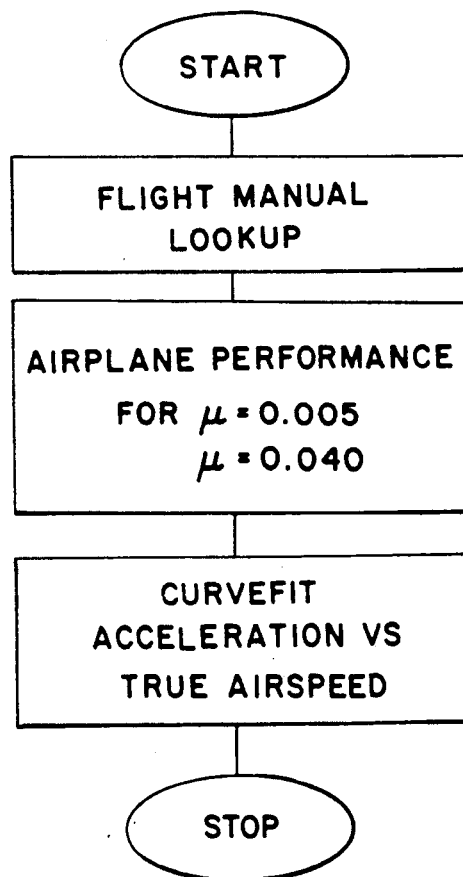 START
FLIGHT MANUAL
LOOKUP
AIRPLANE PERFORMANCE
FOR μ = 0.005
μ = 0.040
CURVEFIT
ACCELERATION VS
TRUE AIRSPEED
STOP